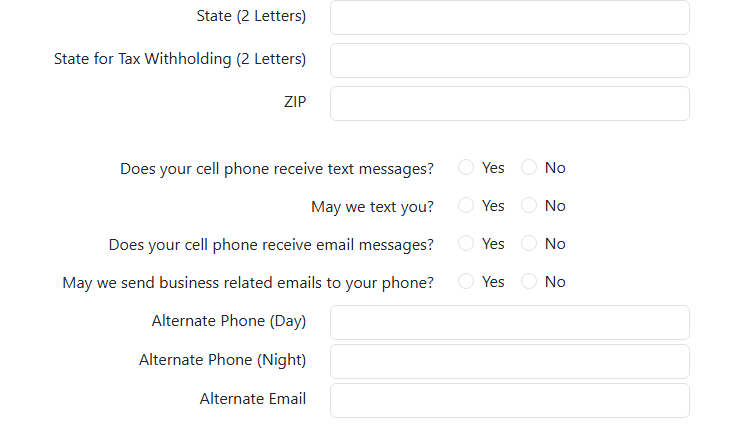 State (2 Letters)
State for Tax Withholding (2 Letters)
ZIP
Does your cell phone receive text messages? Yes No
May we text you? Yes No
Does your cell phone receive email messages? Yes No
May we send business related emails to your phone? Yes No
Alternate Phone (Day)
Alternate Phone (Night)
Alternate Email